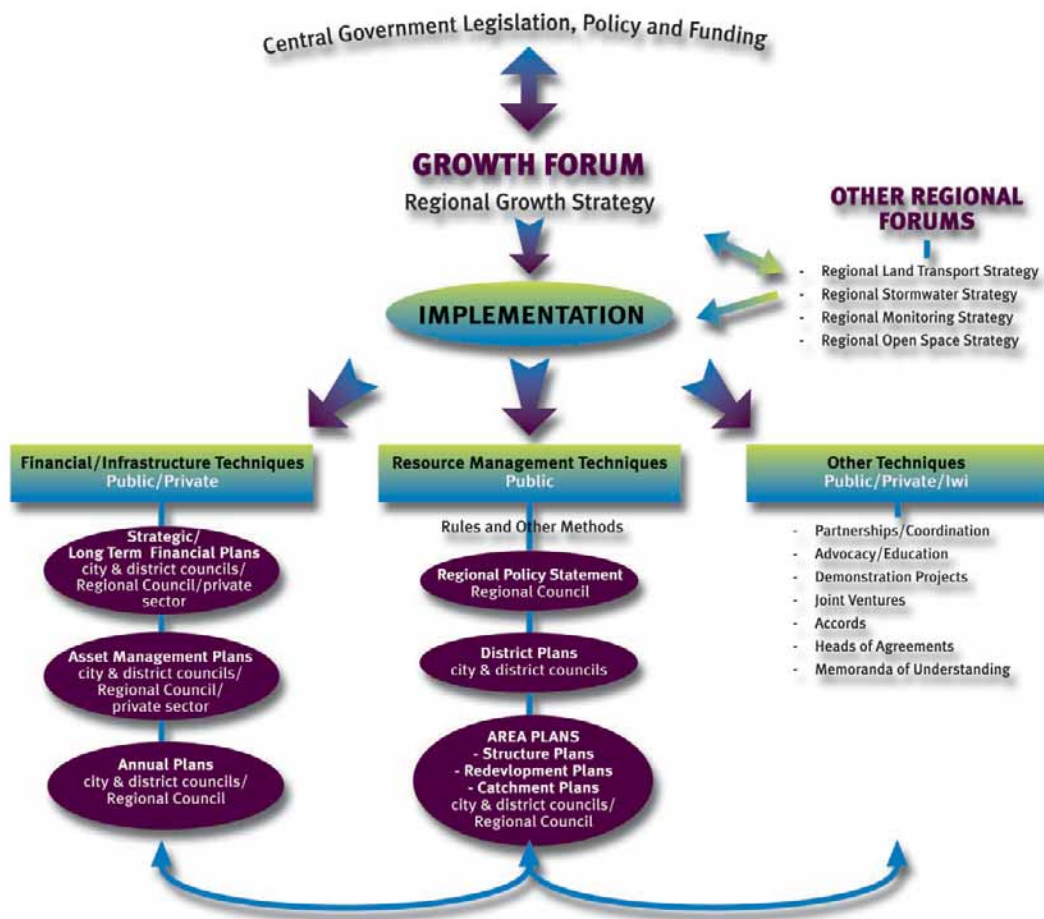 Central Government Legislation, Policy and Funding
GROWTH FORUM
Regional Growth Strategy
OTHER REGIONAL
FORUMS
- Regional Land Transport Strategy
- Regional Stormwater Strategy
- Regional Monitoring Strategy
- Regional Open Space Strategy
IMPLEMENTATION
Financial/Infrastructure Techniques
Public/Private
Strategic/
Long Term Financial Plans
city & district councils/
Regional Council/private
sector
Asset Management Plans
city & district councils/
Regional Council/
private sector
Annual Plans
city & district councils/
Regional Council
Resource Management Techniques
Public
Rules and Other Methods
Regional Policy Statement
Regional Council
District Plans
city & district councils
AREA PLANS
- Structure Plans
- Redevlopment Plans
- Catchment Plans
city & district councils/
Regional Council
Other Techniques
Public/Private/Iwi
- Partnerships/Coordination
- Advocacy/Education
- Demonstration Projects
- Joint Ventures
- Accords
- Heads of Agreements
- Memoranda of Understanding